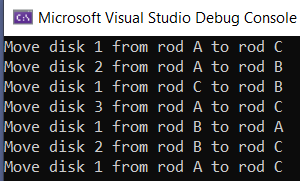 Microsoft Visual Studio Debug Console
Move disk 1 from rod A to rod C
Move disk 2 from rod A to rod B
Move disk 1 from rod C to rod B
Move disk 3 from rod A to rod C
Move disk 1 from rod B to rod A
Move disk 2 from rod B to rod C
Move disk 1 from rod A to rod C